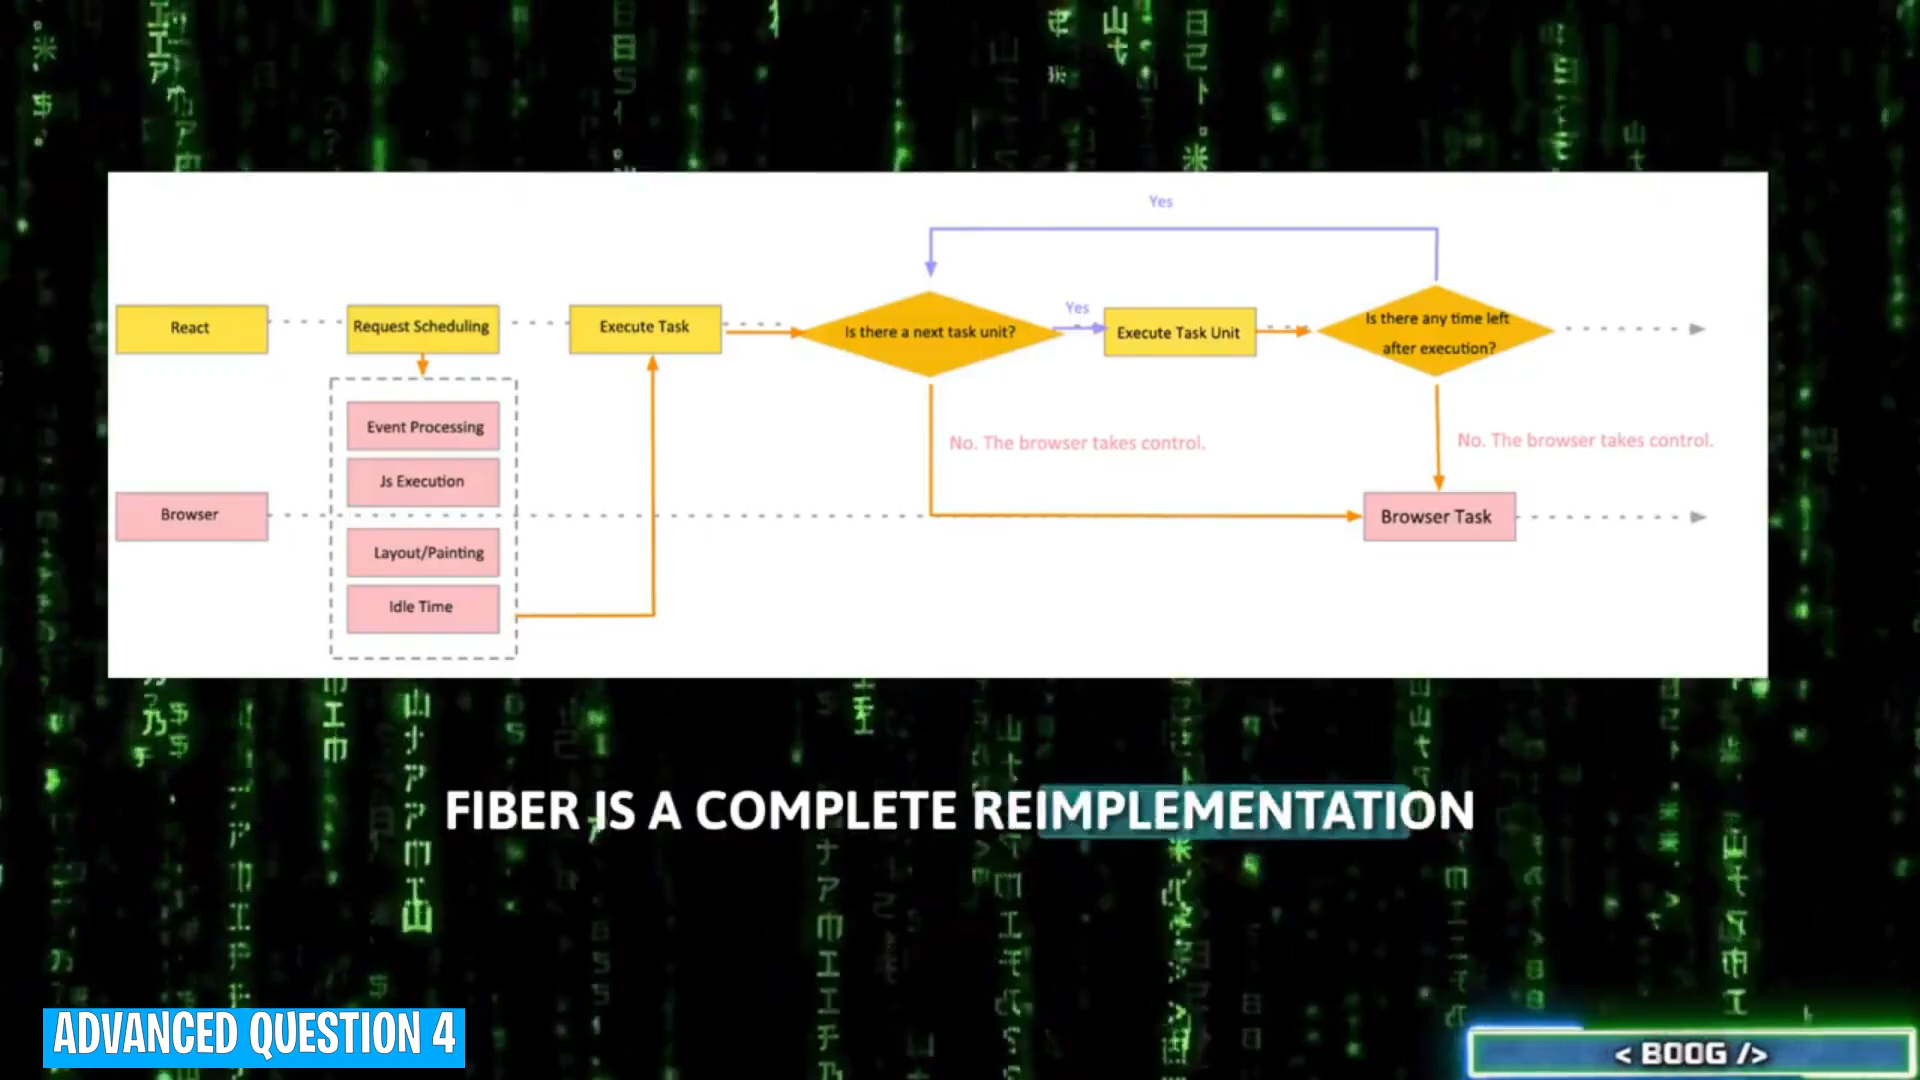 Yes
React
Request Scheduling
Execute Task
Is there a next task unit?
Yes
Execute Task Unit
Is there any time left
after execution?
Event Processing
No. The browser takes control.
No. The browser takes control.
Js Execution
Browser
Browser Task
Layout/Painting
Idle Time
FIBER IS A COMPLETE REIMPLEMENTATION
ADVANCED QUESTION 4
< BOOG />